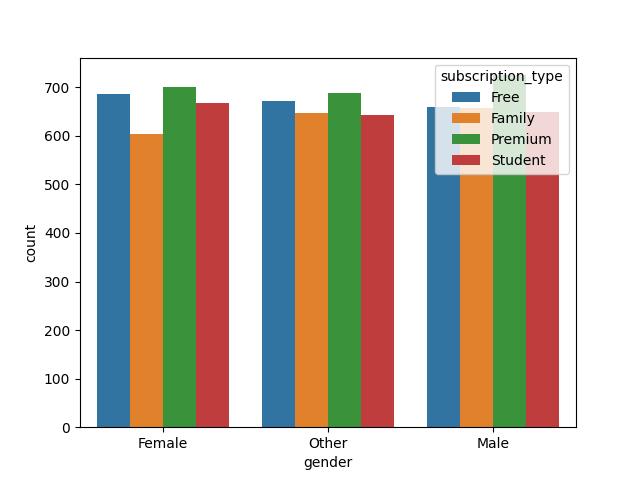 subscription_type
Free
Family
Premium
Student
700
600
500
400
300
200
100
0
count
Female Other Male
gender